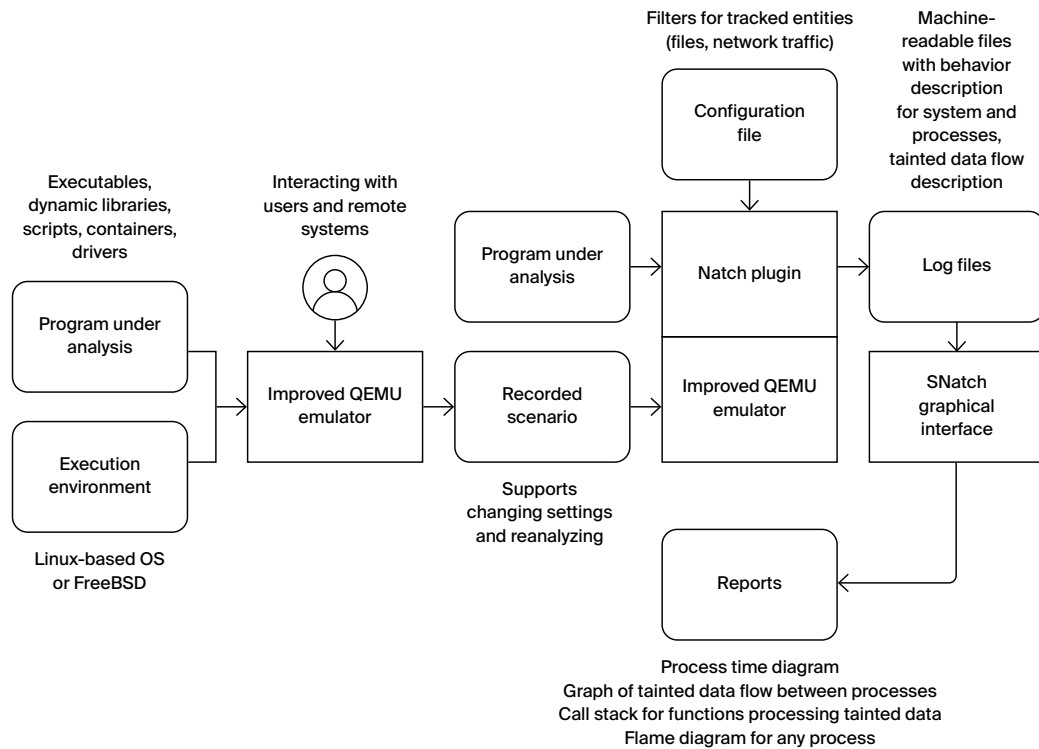 Filters for tracked entities
(files, network traffic)
Configuration
file
Machine-
readable files
with behavior
description
for system and
processes,
tainted data flow
description
Executables,
dynamic libraries,
scripts, containers,
drivers
Interacting with
users and remote
systems
Program under
analysis
Natch plugin
Log files
Program under
analysis
Improved QEMU
emulator
Recorded
scenario
Improved QEMU
emulator
SNatch
graphical
interface
Execution
environment
Linux-based OS
or FreeBSD
Supports
changing settings
and reanalyzing
Reports
Process time diagram
Graph of tainted data flow between processes
Call stack for functions processing tainted data
Flame diagram for any process